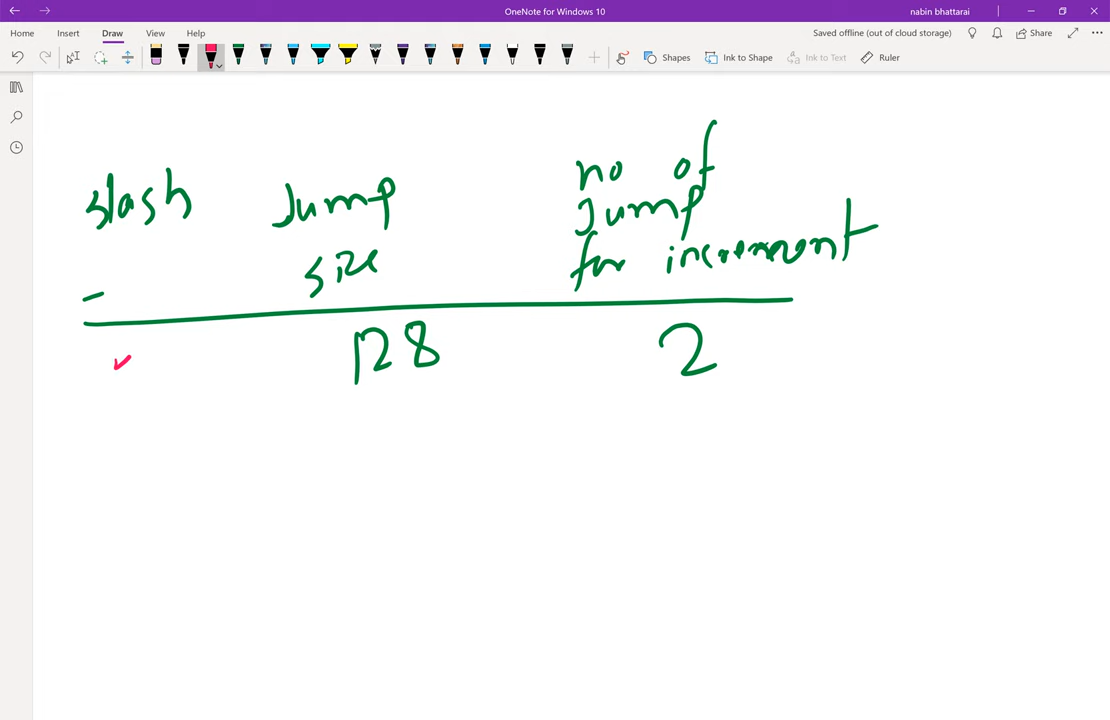 OneNote for Windows 10
nabin bhattarai
Home Insert Draw View Help
Saved offline (out of cloud storage)
Share
Shapes
Ink to Shape
Ink to Text
Ruler
slash
Jump
size
no of
Jump
for increment
128
2